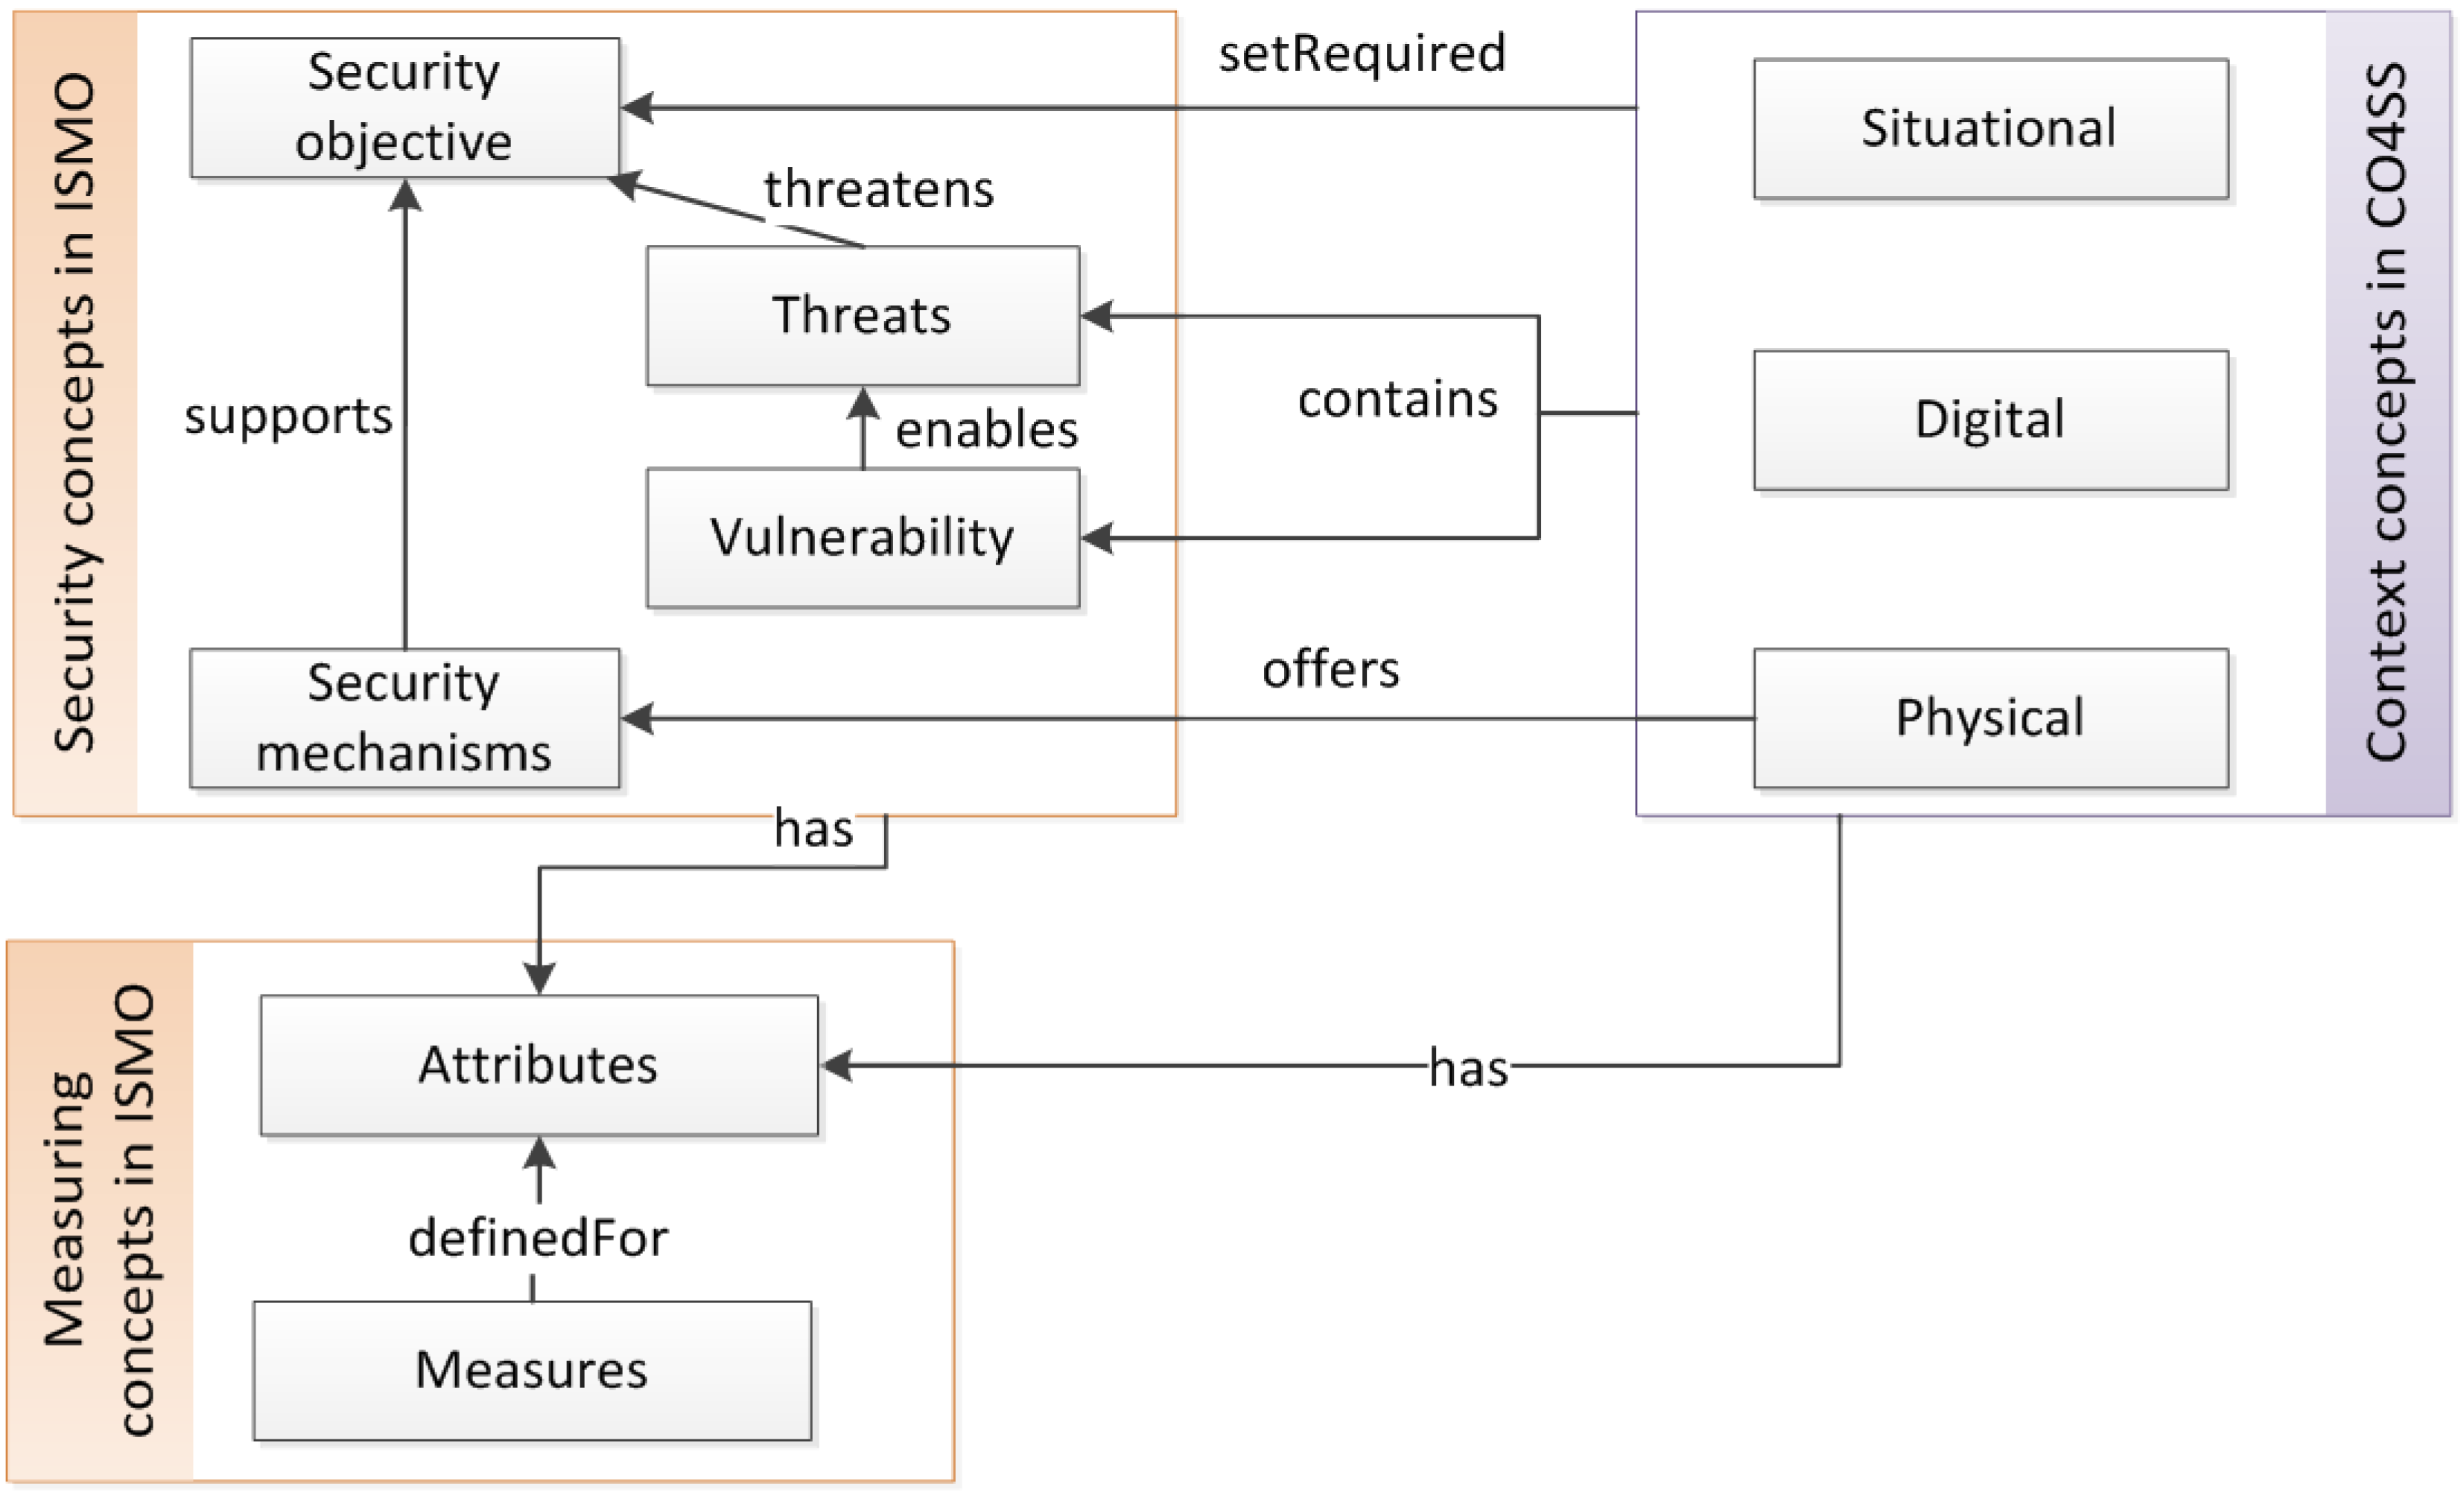 Security concepts in ISMO
Security
objective
setRequired
threatens
Threats
supports
enables
contains
Vulnerability
Security
mechanisms
offers
Situational
Digital
Physical
Context concepts in CO4SS
has
Measuring
concepts in ISMO
Attributes
has
definedFor
Measures